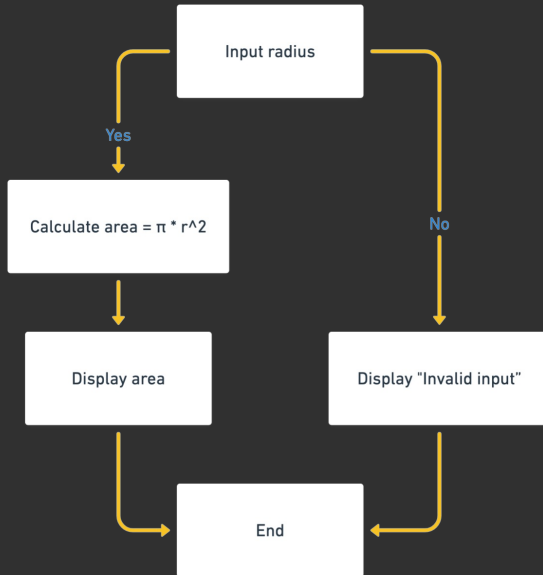 Input radius
Yes
Calculate area = π * r^2
No
Display area
Display "Invalid input”
End